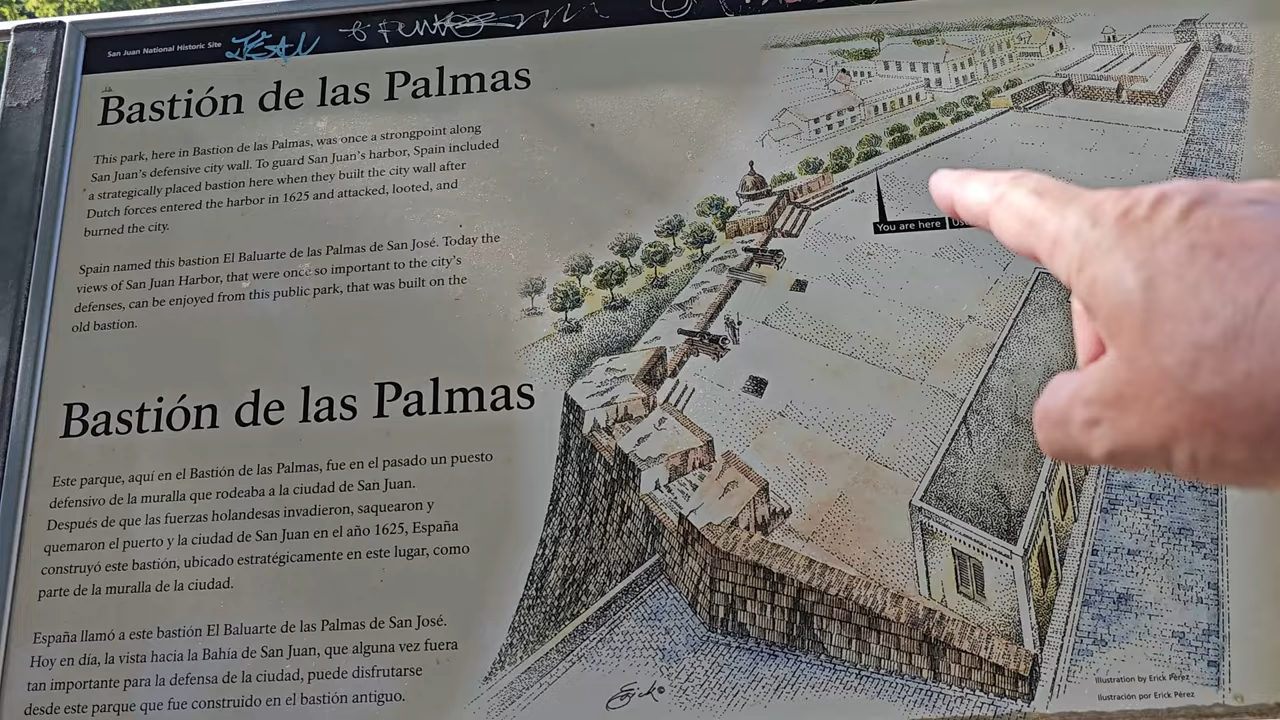 San Juan National Historic Site
JEAN
Bastión de las Palmas
This park, here in Bastion de las Palmas, was once a strongpoint along
San Juan's defensive city wall. To guard San Juan's harbor, Spain included
a strategically placed bastion here when they built the city wall after
Dutch forces entered the harbor in 1625 and attacked, looted, and
burned the city.
Spain named this bastion El Baluarte de las Palmas de San José. Today the
views of San Juan Harbor, that were once so important to the city's
defenses, can be enjoyed from this public park, that was built on the
old bastion.
You are here
Bastión de las Palmas
Este parque, aquí en el Bastión de las Palmas, fue en el pasado un puesto
defensivo de la muralla que rodeaba a la ciudad de San Juan.
Después de que las fuerzas holandesas invadieron, saquearon y
quemaron el puerto y la ciudad de San Juan en el año 1625, España
construyó este bastión, ubicado estratégicamente en este lugar, como
parte de la muralla de la ciudad.
España llamó a este bastión El Baluarte de las Palmas de San José.
Hoy en día, la vista hacia la Bahía de San Juan, que alguna vez fuera
tan importante para la defensa de la ciudad, puede disfrutarse
desde este parque que fue construido en el bastión antiguo.
Illustration by Erick Pérez
Ilustración por Erick Pérez